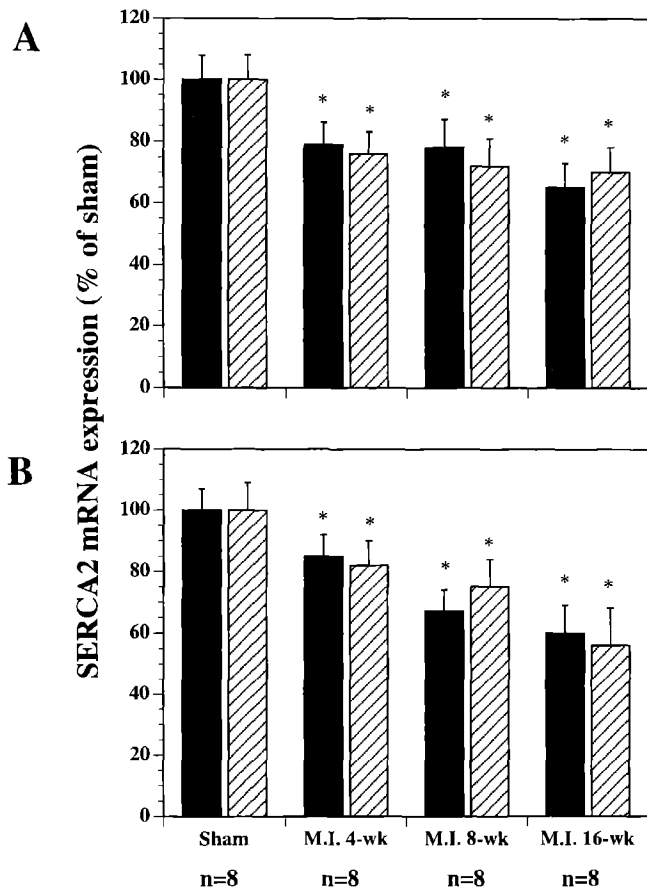 A
SERCA2 mRNA expression (% of sham)
120
100
80
60
40
20
0
* * * * * *
B
120
100
80
60
40
20
0
* * * * * *
Sham M.I. 4-wk M.I. 8-wk M.I. 16-wk
n=8 n=8 n=8 n=8